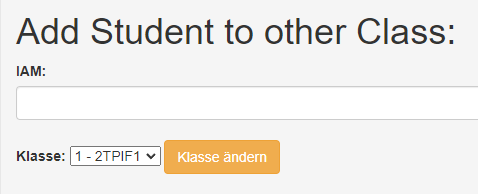 Add Student to other Class:
IAM:
Klasse: 1 - 2TPIF1 Klasse ändern